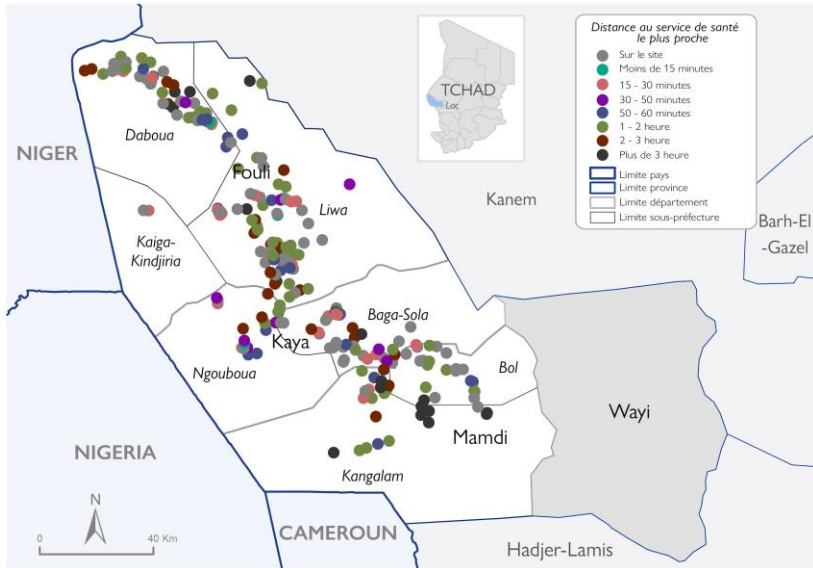 Distance au service de santé
le plus proche
Sur le site
Moins de 15 minutes
15 - 30 minutes
30 - 50 minutes
50 - 60 minutes
1 - 2 heure
2 - 3 heure
Plus de 3 heure
Limite pays
Limite province
Limite département
Limite sous-préfecture
TCHAD
Lac
Daboua
NIGER
Fouli
Liwa
Kanem
Kaiga-
Kindjiria
Barh-El
-Gazel
Baga-Sola
Kaya
Ngouboua
Bol
Wayi
Mamdi
NIGERIA
Kangalam
N
0 40 Km
CAMEROUN
Hadjer-Lamis